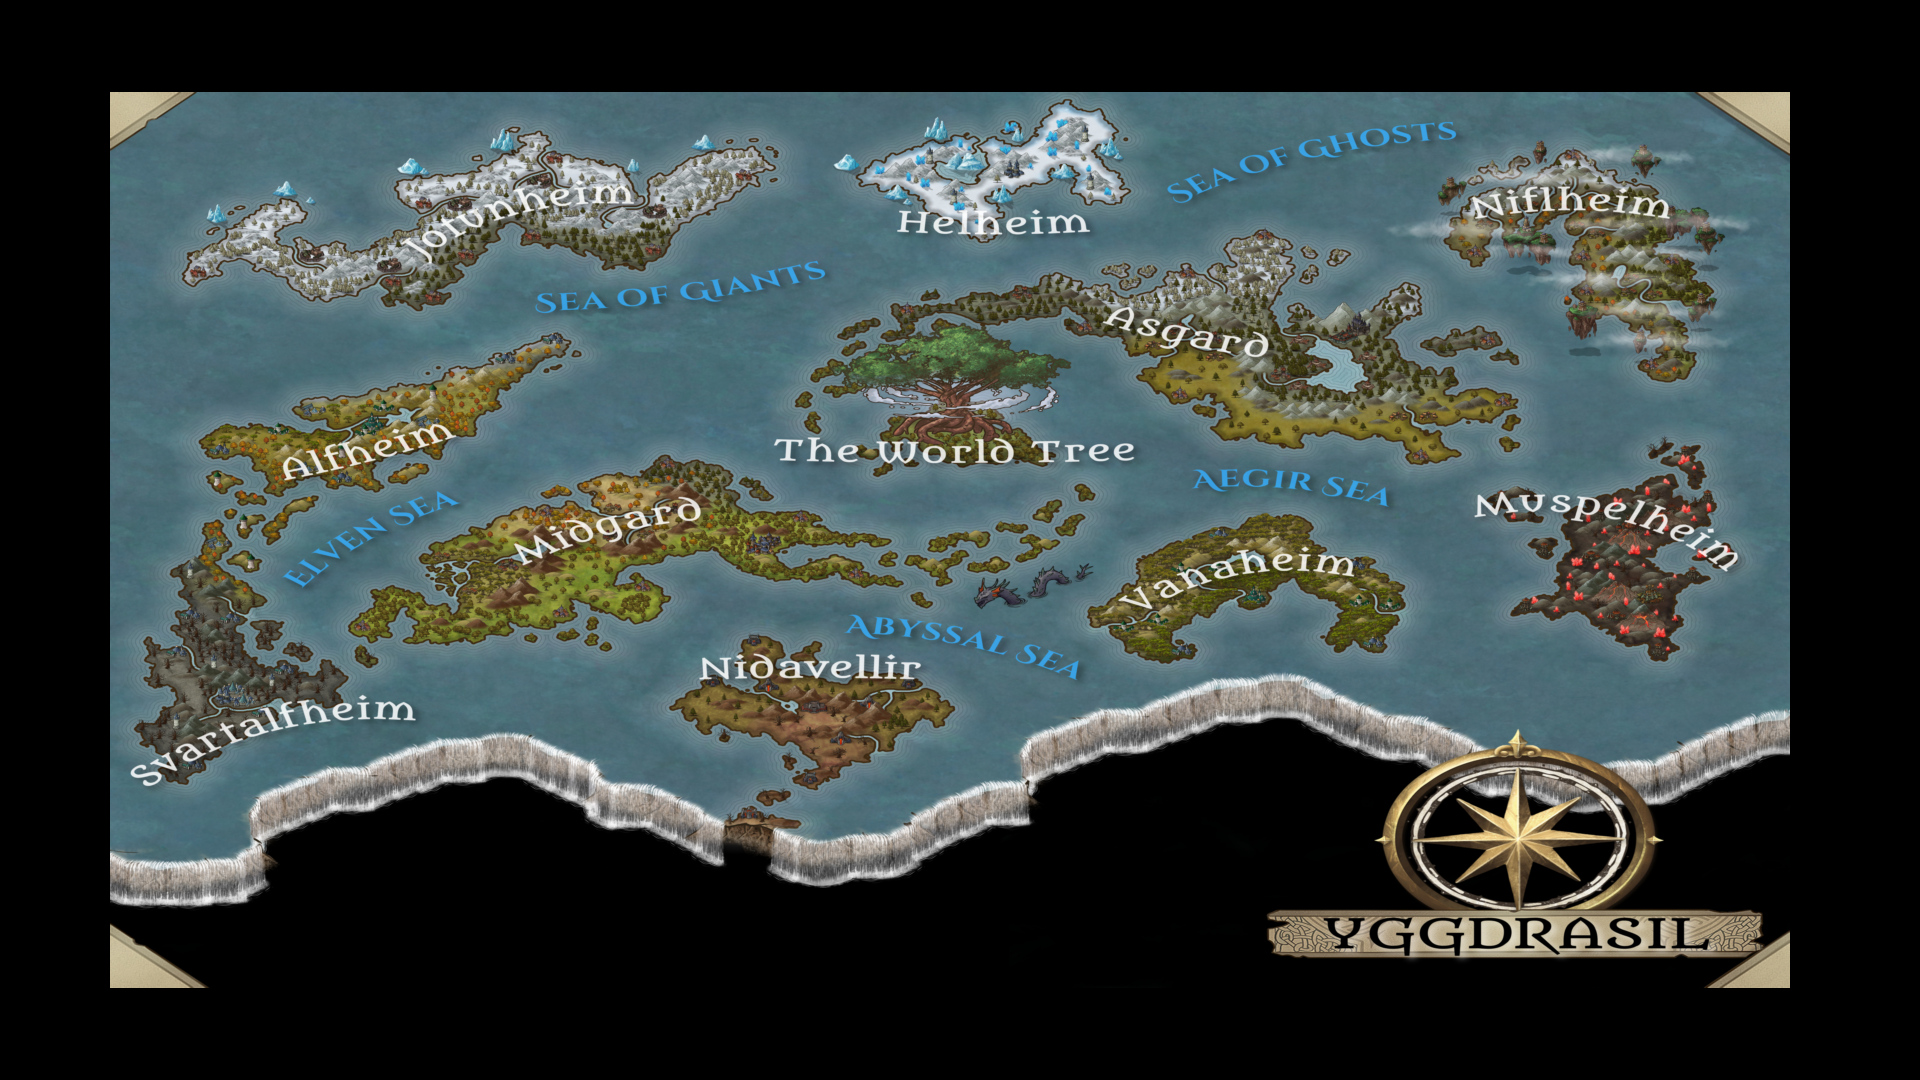 SEA OF GHOSTS
Jotunheim
Helheim
Niflheim
SEA OF GIANTS
Asgard
Alfheim
The World Tree
AEGIR SEA
ELVEN SEA
Midgard
Muspelheim
Vanaheim
ABYSSAL SEA
Nidavellir
Svartalfheim
YGGDRASIL